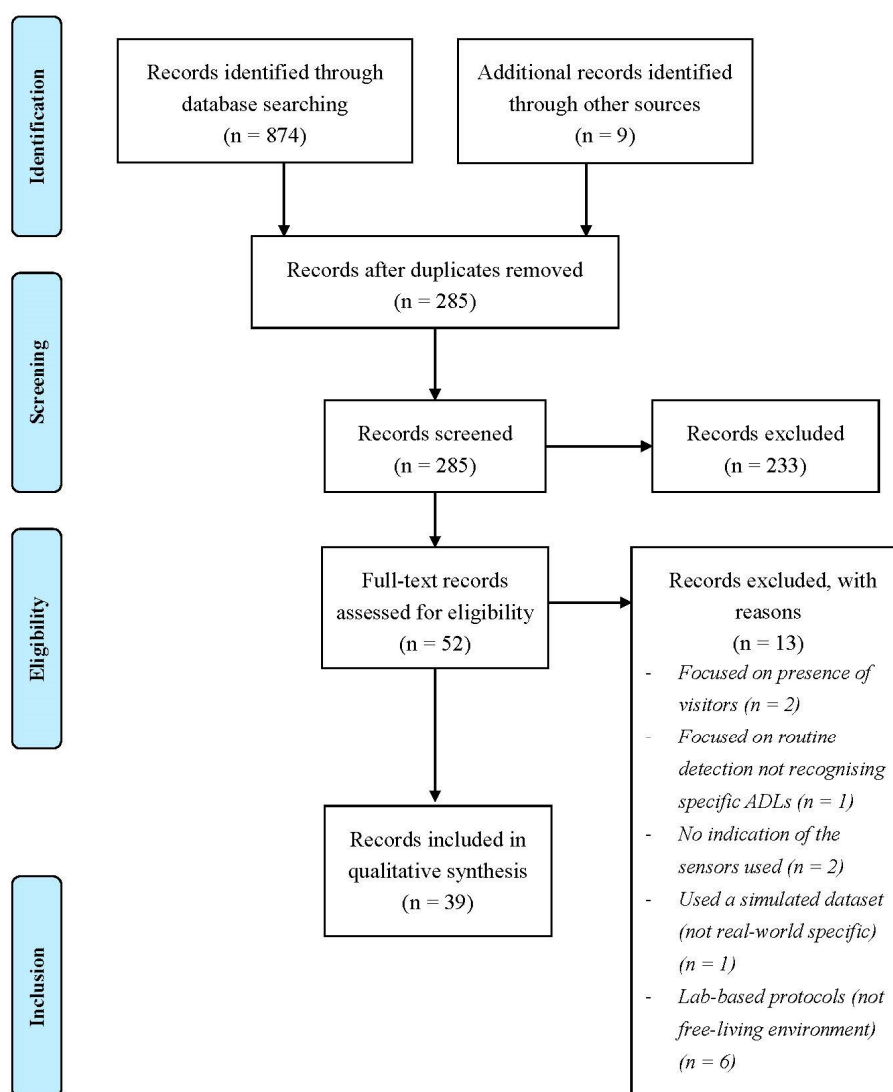 Identification
Records identified through
database searching
(n = 874)
Additional records identified
through other sources
(n = 9)
Records after duplicates removed
(n = 285)
Screening
Records screened
(n = 285)
Records excluded
(n = 233)
Eligibility
Full-text records
assessed for eligibility
(n = 52)
Records excluded, with
reasons
(n = 13)
- Focused on presence of
visitors (n = 2)
- Focused on routine
detection not recognising
specific ADLs (n = 1)
- No indication of the
sensors used (n = 2)
- Used a simulated dataset
(not real-world specific)
(n = 1)
- Lab-based protocols (not
free-living environment)
(n = 6)
Inclusion
Records included in
qualitative synthesis
(n = 39)